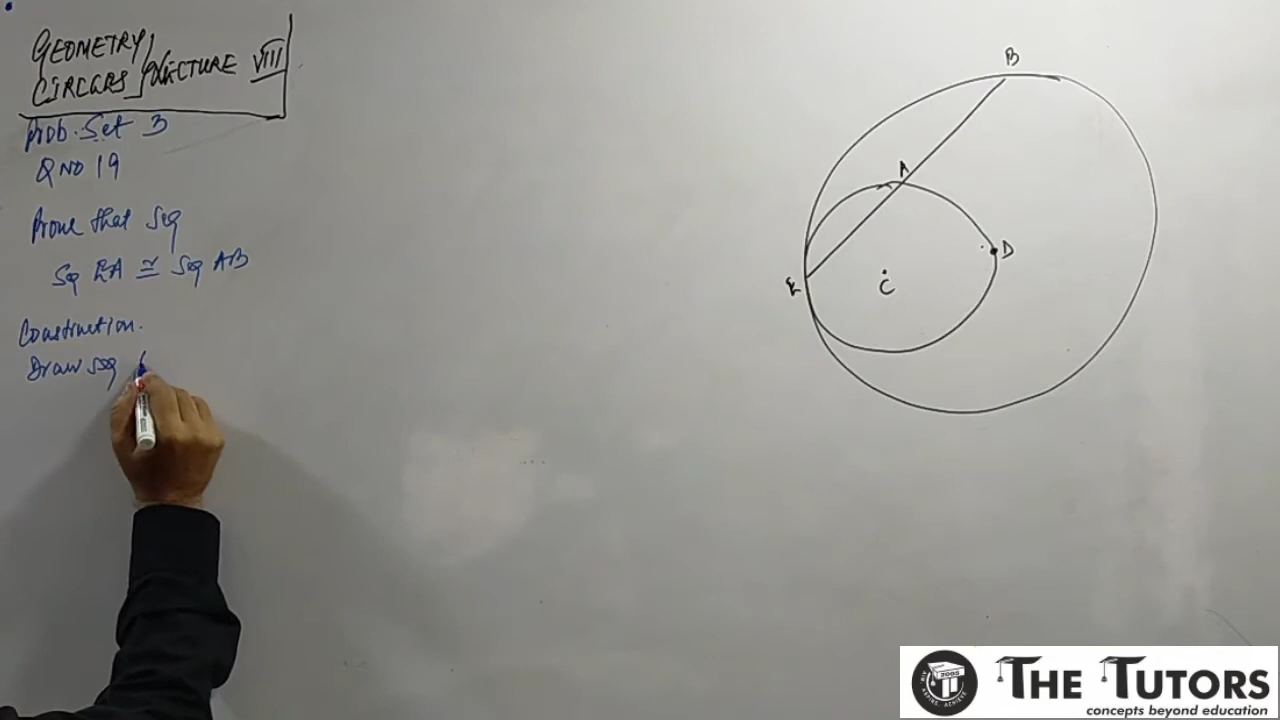 GEOMETRY
CIRCLES LECTURE VIII
Prob. Set 3
Q NO 19
Prove that Seg
Seg EA ≅ Seg AB
Construction.
Draw seg
B
A
D
E
C
2005
THE TUTORS
concepts beyond education